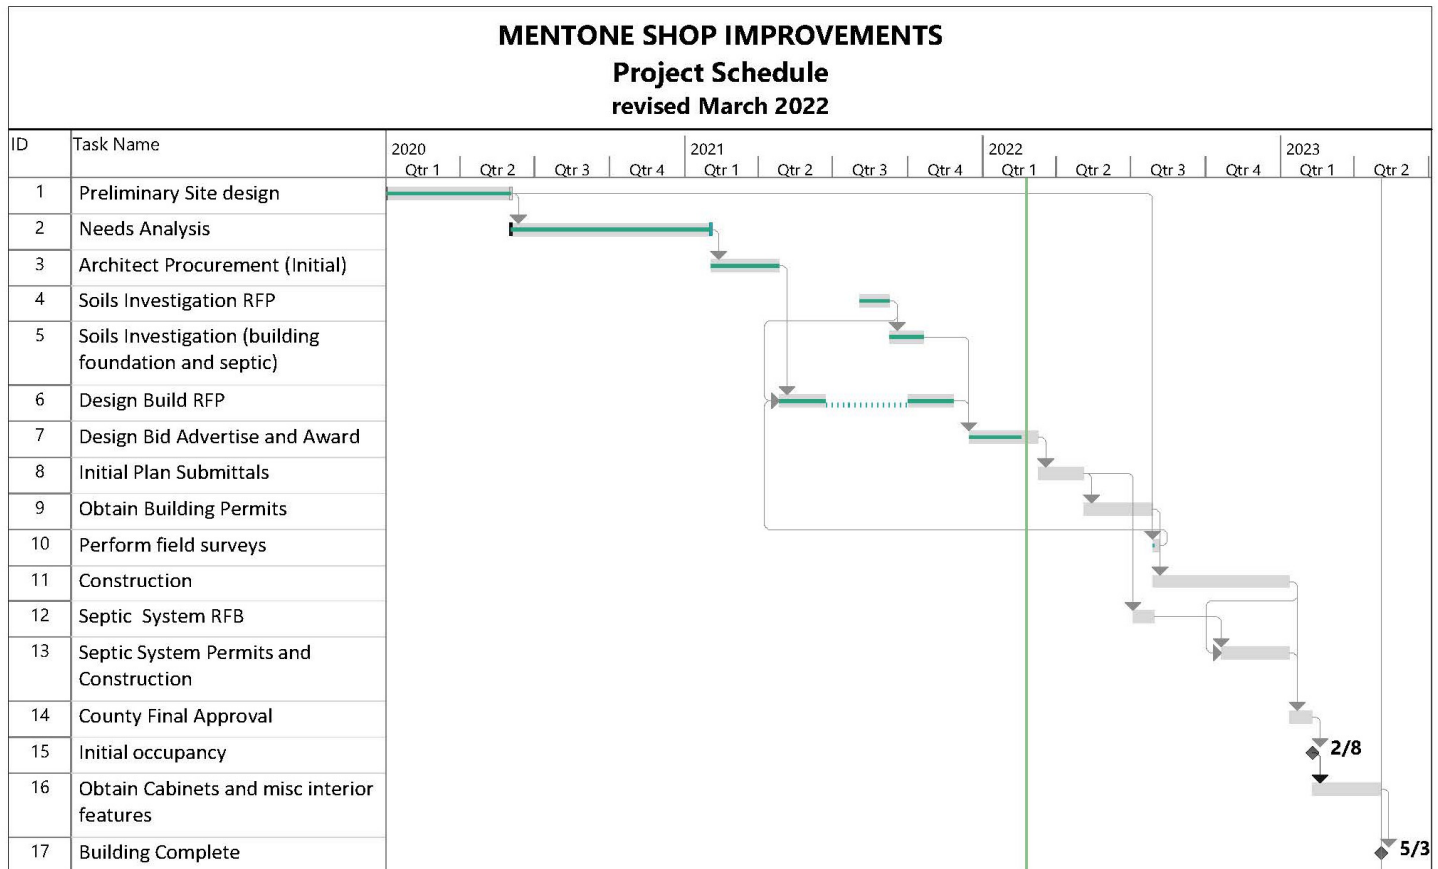 MENTONE SHOP IMPROVEMENTS
Project Schedule
revised March 2022
ID Task Name
2020 2021 2022 2023
Qtr 1 Qtr 2 Qtr 3 Qtr 4 Qtr 1 Qtr 2 Qtr 3 Qtr 4 Qtr 1 Qtr 2 Qtr 3 Qtr 4 Qtr 1 Qtr 2
1 Preliminary Site design
2 Needs Analysis
3 Architect Procurement (Initial)
4 Soils Investigation RFP
5 Soils Investigation (building
foundation and septic)
6 Design Build RFP
7 Design Bid Advertise and Award
8 Initial Plan Submittals
9 Obtain Building Permits
10 Perform field surveys
11 Construction
12 Septic System RFB
13 Septic System Permits and
Construction
14 County Final Approval
15 Initial occupancy 2/8
16 Obtain Cabinets and misc interior
features
17 Building Complete 5/3